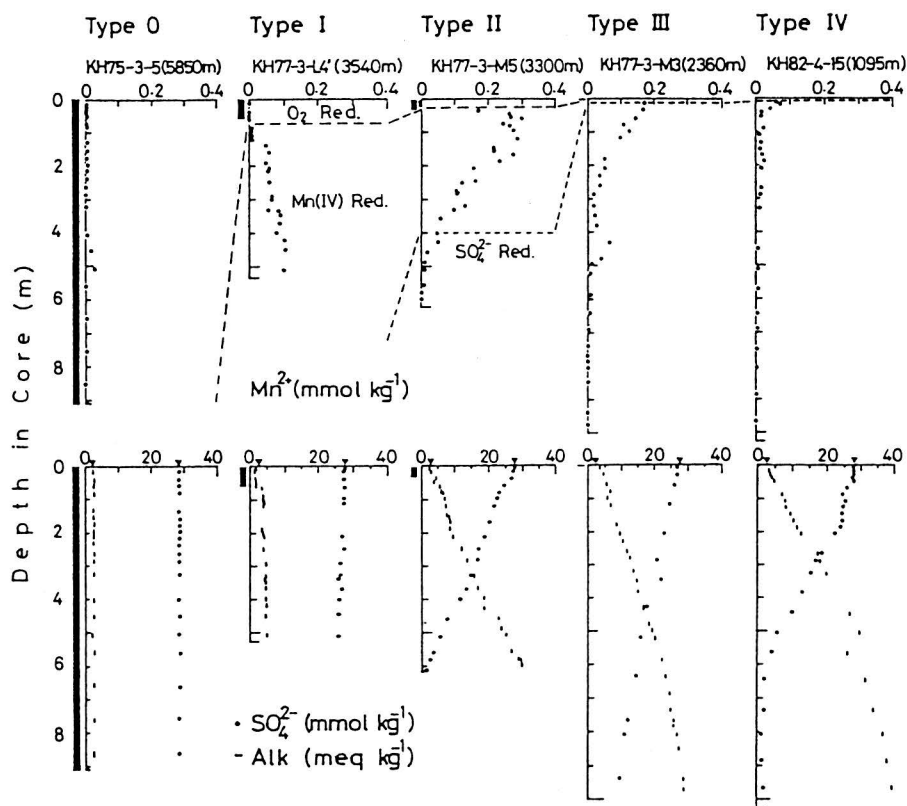 Type 0 Type I Type II Type III Type IV
KH75-3-5(5850m) KH77-3-L4'(3540m) KH77-3-M5(3300m) KH77-3-M3(2360m) KH82-4-15(1095m)
0 0.2 0.4 0 0.2 0.4 0 0.2 0.4 0 0.2 0.4 0 0.2 0.4
0
O₂ Red.
2
Mn(IV) Red.
4
SO₄²⁻ Red.
6
8
Mn²⁺(mmol kg⁻¹)
Depth in Core (m)
0 20 40 0 20 40 0 20 40 0 20 40 0 20 40
0
2
4
6
8
• SO₄²⁻ (mmol kg⁻¹)
- Alk (meq kg⁻¹)